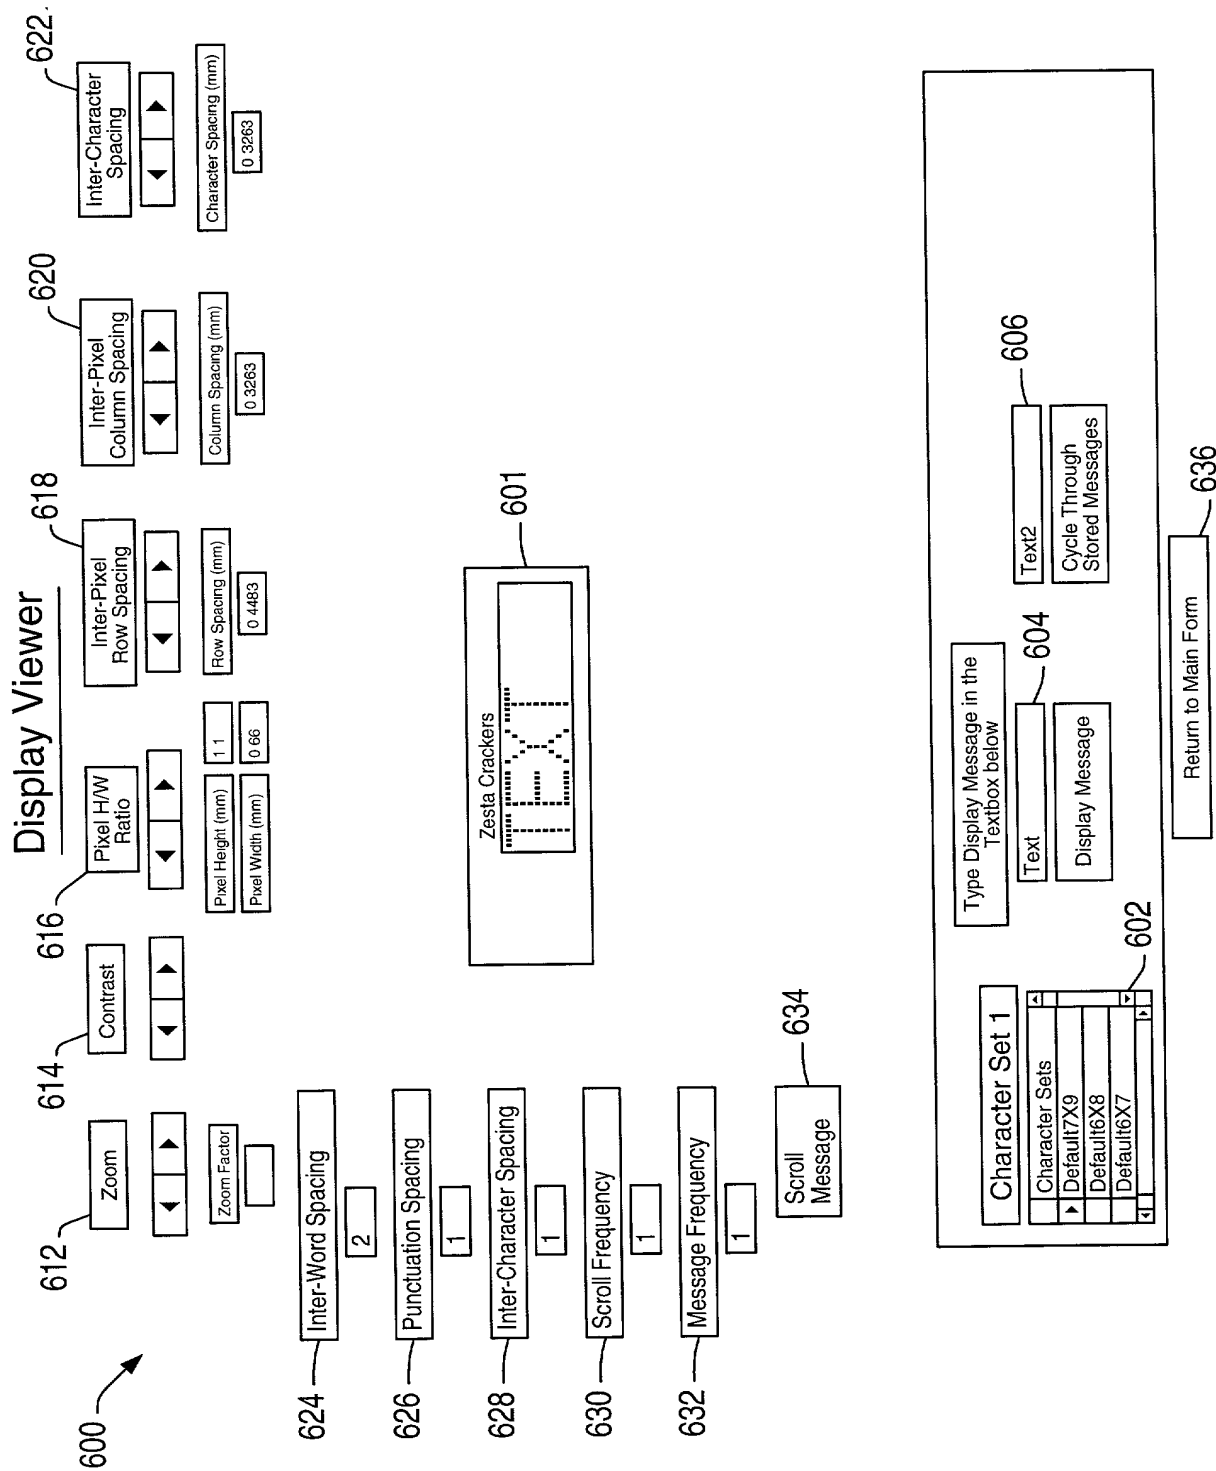 Display Viewer
600
612
614
616
618
620
622
Zoom
Contrast
Pixel H/W
Ratio
Inter-Pixel
Row Spacing
Inter-Pixel
Column Spacing
Inter-Character
Spacing
Zoom Factor
Pixel Height (mm)
1 1
Pixel Width (mm)
0 66
Row Spacing (mm)
0 4483
Column Spacing (mm)
0 3263
Character Spacing (mm)
0 3263
624
Inter-Word Spacing
2
626
Punctuation Spacing
1
628
Inter-Character Spacing
1
630
Scroll Frequency
1
632
Message Frequency
1
634
Scroll
Message
601
Zesta Crackers
TEXT
Character Set 1
Character Sets
Default7X9
Default6X8
Default6X7
602
Type Display Message in the
Textbox below
604
Text
Display Message
606
Text2
Cycle Through
Stored Messages
Return to Main Form
636